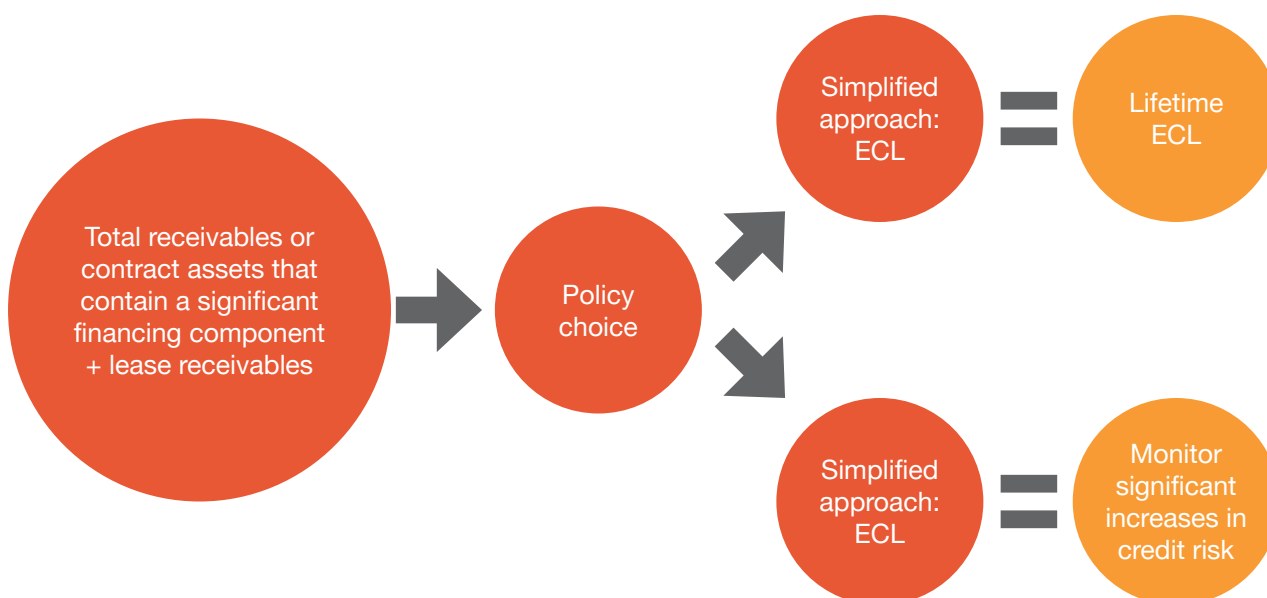 Total receivables or
contract assets that
contain a significant
financing component
+ lease receivables
Policy
choice
Simplified
approach:
ECL
Lifetime
ECL
Simplified
approach:
ECL
Monitor
significant
increases in
credit risk